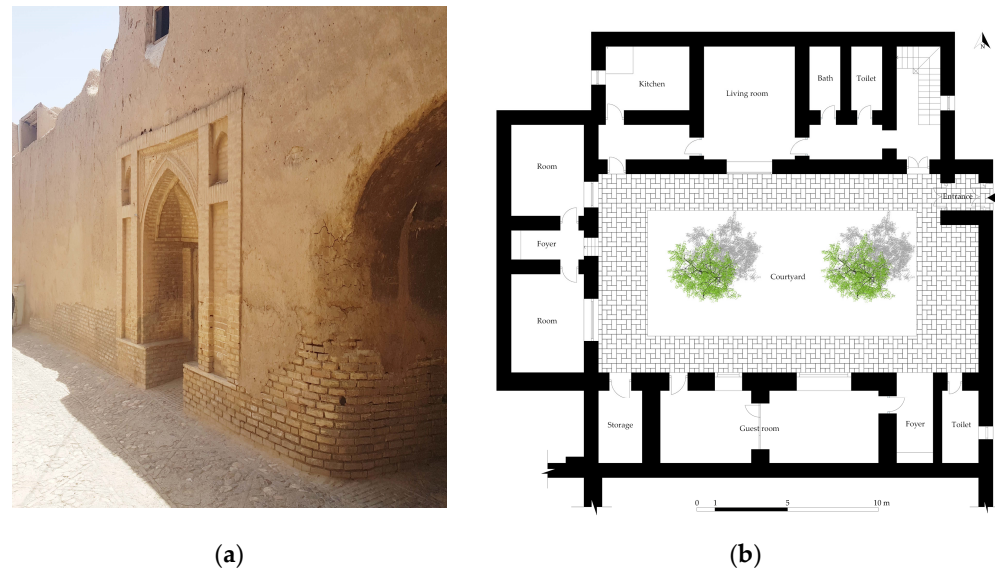 Kitchen
Living room
Bath
Toilet
Room
Entrance
Foyer
Courtyard
Room
Storage
Guest room
Foyer
Toilet
0 1 5 10 m
(a)
(b)